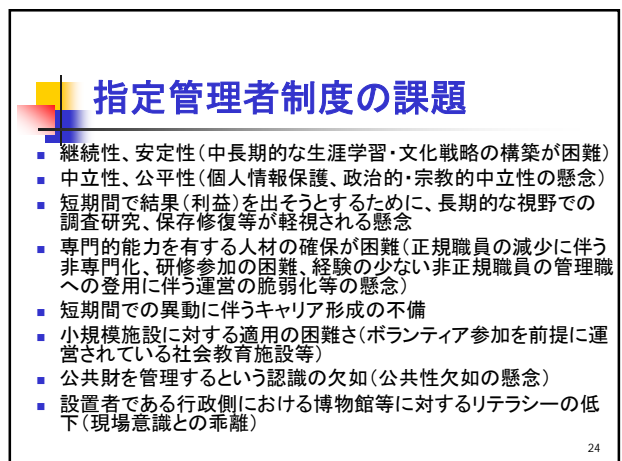 指定管理者制度の課題
■ 継続性、安定性(中長期的な生涯学習・文化戦略の構築が困難)
■ 中立性、公平性(個人情報保護、政治的・宗教的中立性の懸念)
■ 短期間で結果(利益)を出そうとするために、長期的な視野での
調査研究、保存修復等が軽視される懸念
■ 専門的能力を有する人材の確保が困難(正規職員の減少に伴う
非専門化、研修参加の困難、経験の少ない非正規職員の管理職
への登用に伴う運営の脆弱化等の懸念)
■ 短期間での異動に伴うキャリア形成の不備
■ 小規模施設に対する適用の困難さ(ボランティア参加を前提に運
営されている社会教育施設等)
■ 公共財を管理するという認識の欠如(公共性欠如の懸念)
■ 設置者である行政側における博物館等に対するリテラシーの低
下(現場意識との乖離)
24